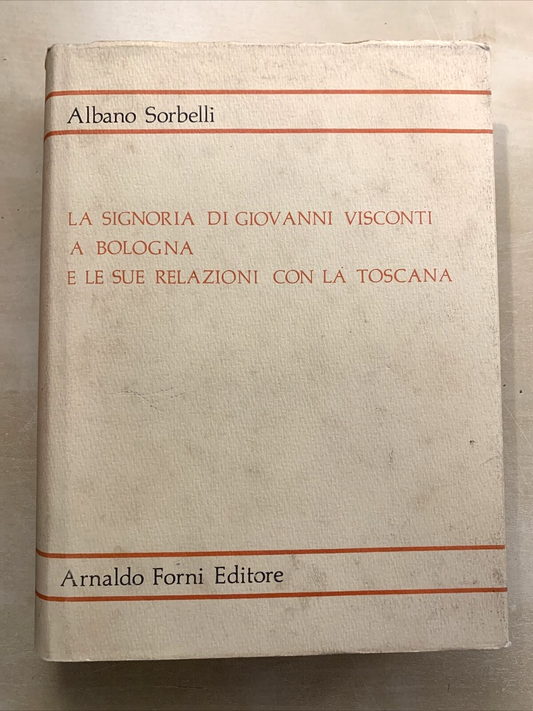 Albano Sorbelli
LA SIGNORIA DI GIOVANNI VISCONTI
A BOLOGNA
E LE SUE RELAZIONI CON LA TOSCANA
Arnaldo Forni Editore